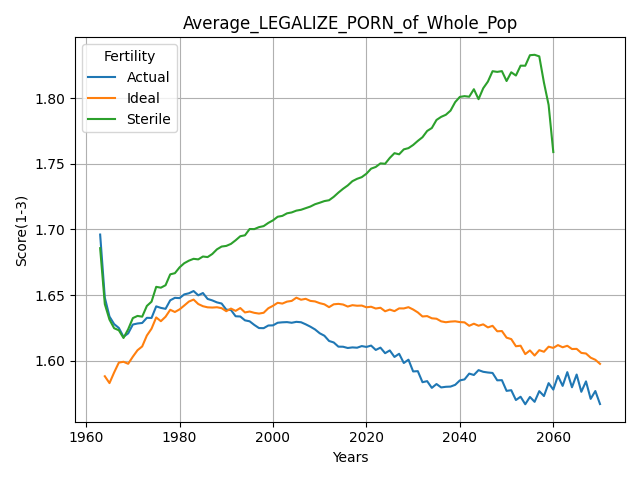 Average_LEGALIZE_PORN_of_Whole_Pop
Fertility
Actual
Ideal
Sterile
Score(1-3)
1.80
1.75
1.70
1.65
1.60
1960 1980 2000 2020 2040 2060
Years